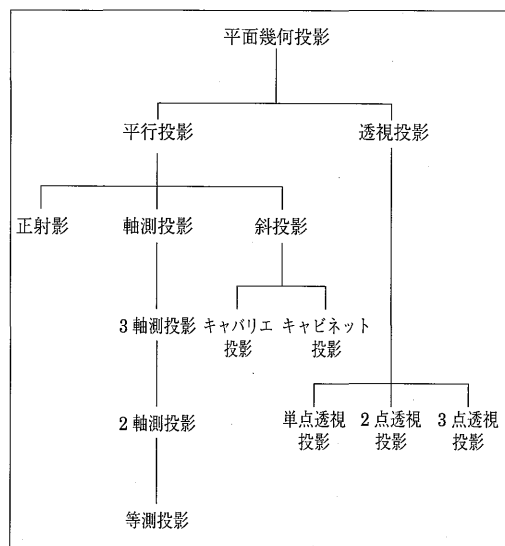 平面幾何投影
平行投影
透視投影
正射影
軸測投影
斜投影
3軸測投影
キャバリエ
投影
キャビネット
投影
2軸測投影
単点透視
投影
2点透視
投影
3点透視
投影
等測投影